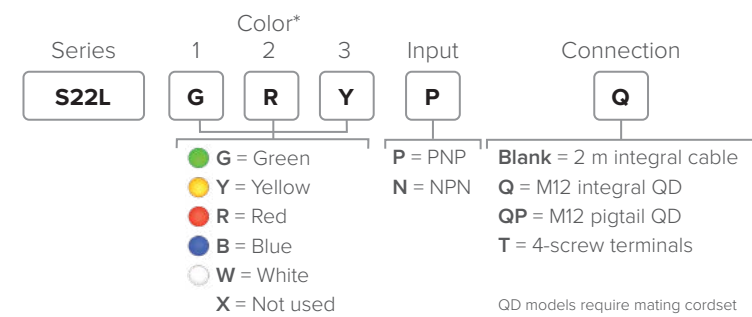 Color*
Series 1 2 3 Input Connection
S22L G R Y P Q
G = Green P = PNP Blank = 2 m integral cable
Y = Yellow N = NPN Q = M12 integral QD
R = Red QP = M12 pigtail QD
B = Blue T = 4-screw terminals
W = White
X = Not used QD models require mating cordset